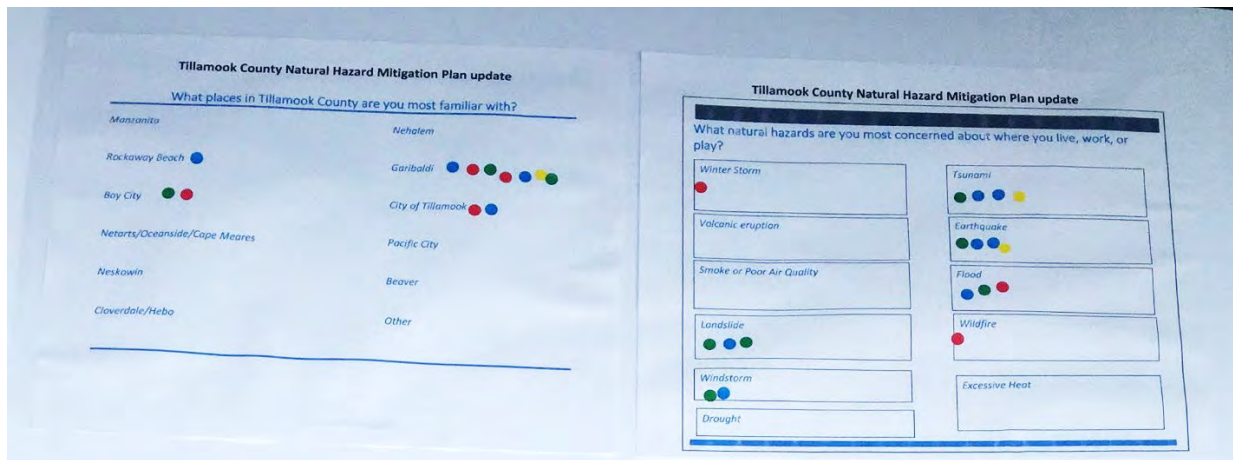 Tillamook County Natural Hazard Mitigation Plan update
What places in Tillamook County are you most familiar with?
Manzanita
Nehalem
Rockaway Beach
Garibaldi
Bay City
City of Tillamook
Netarts/Oceanside/Cape Meares
Pacific City
Neskowin
Beaver
Cloverdale/Hebo
Other
Tillamook County Natural Hazard Mitigation Plan update
What natural hazards are you most concerned about where you live, work, or
play?
Winter Storm
Tsunami
Volcanic eruption
Earthquake
Smoke or Poor Air Quality
Flood
Landslide
Wildfire
Windstorm
Excessive Heat
Drought